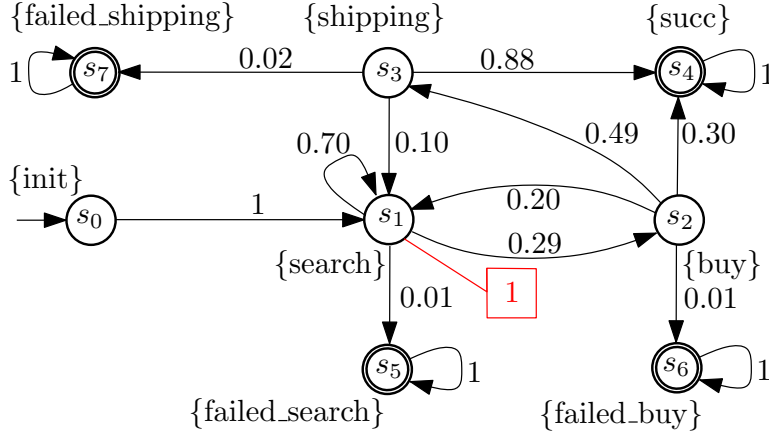 {failed_shipping} {shipping} {succ}
1 s7 0.02 s3 0.88 s4 1
0.49 0.30
0.70 0.10
{init}
s0 1 s1 0.20 s2
0.29
{search} {buy}
1
0.01 0.01
s5 1 s6 1
{failed_search} {failed_buy}